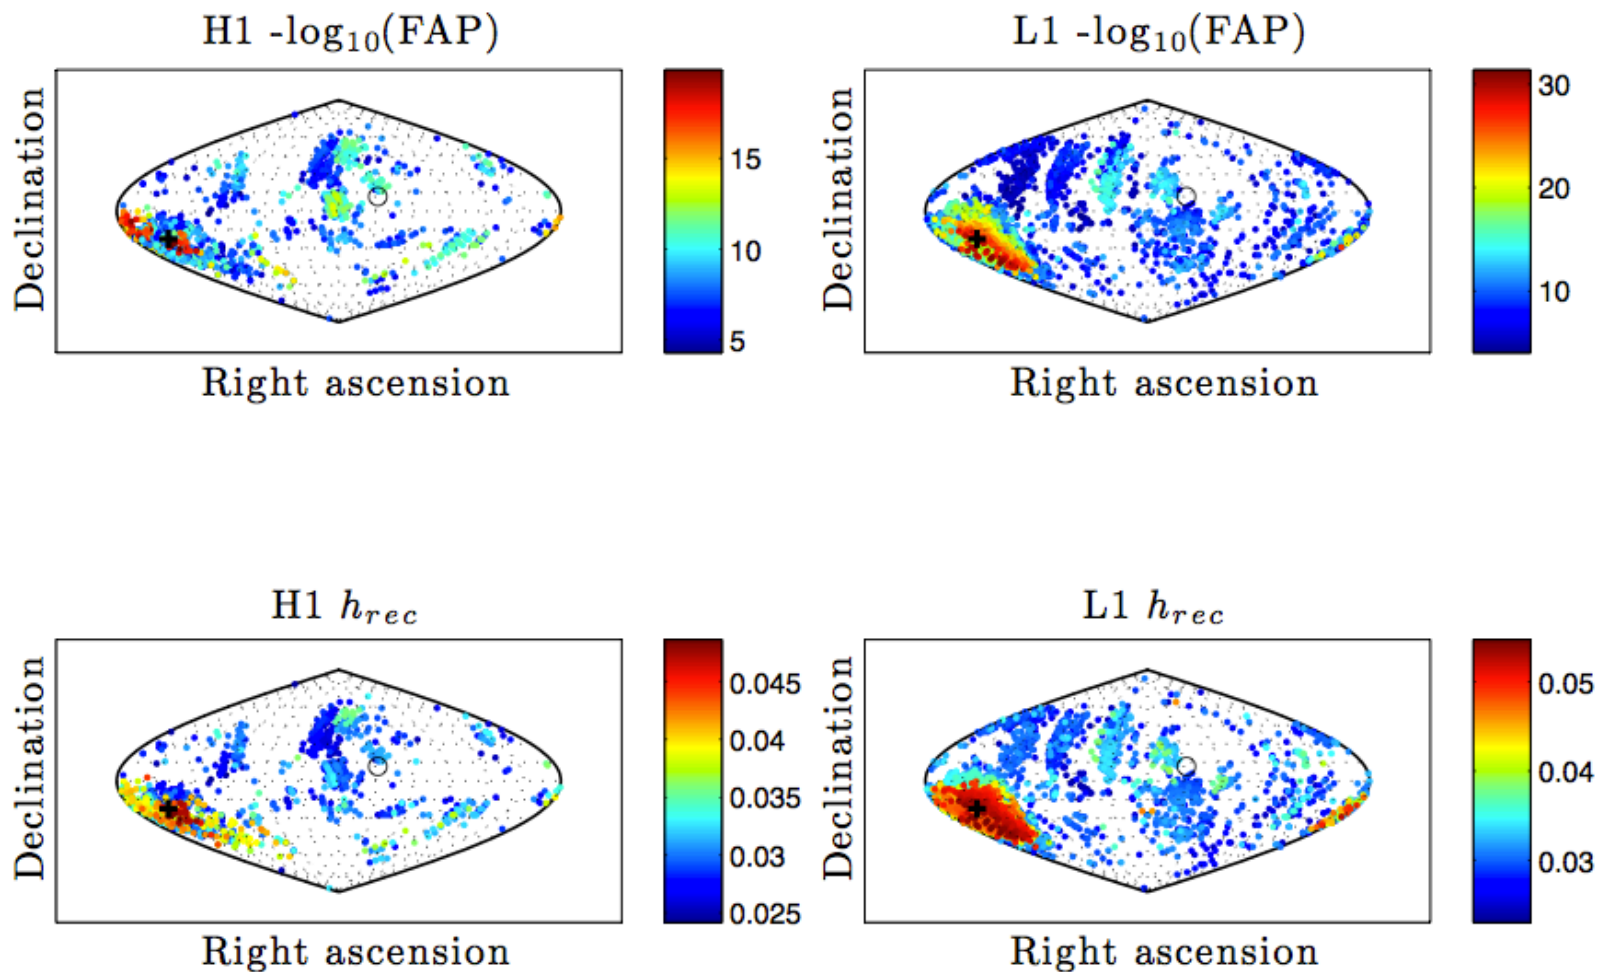 H1 -log₁₀(FAP)
L1 -log₁₀(FAP)
Declination
15
10
5
Declination
30
20
10
Right ascension
Right ascension
H1 hᵣₑ𝒸
L1 hᵣₑ𝒸
Declination
0.045
0.04
0.035
0.03
0.025
Declination
0.05
0.04
0.03
Right ascension
Right ascension